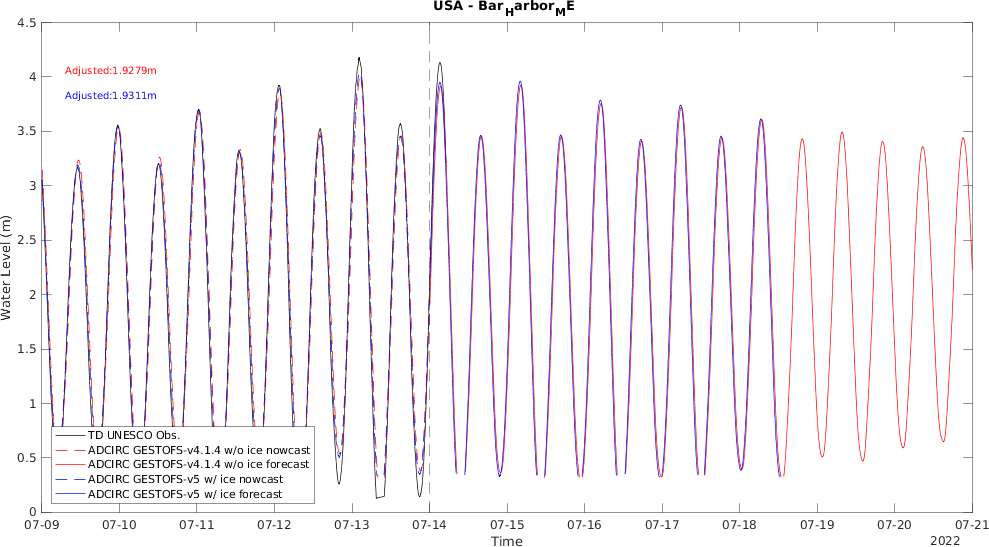 USA - BarHarborME
4.5
4
3.5
3
2.5
2
1.5
1
0.5
0
Water Level (m)
Adjusted:1.9279m
Adjusted:1.9311m
TD UNESCO Obs.
ADCIRC GESTOFS-v4.1.4 w/o ice nowcast
ADCIRC GESTOFS-v4.1.4 w/o ice forecast
ADCIRC GESTOFS-v5 w/ ice nowcast
ADCIRC GESTOFS-v5 w/ ice forecast
07-09 07-10 07-11 07-12 07-13 07-14 07-15 07-16 07-17 07-18 07-19 07-20 07-21
Time
2022